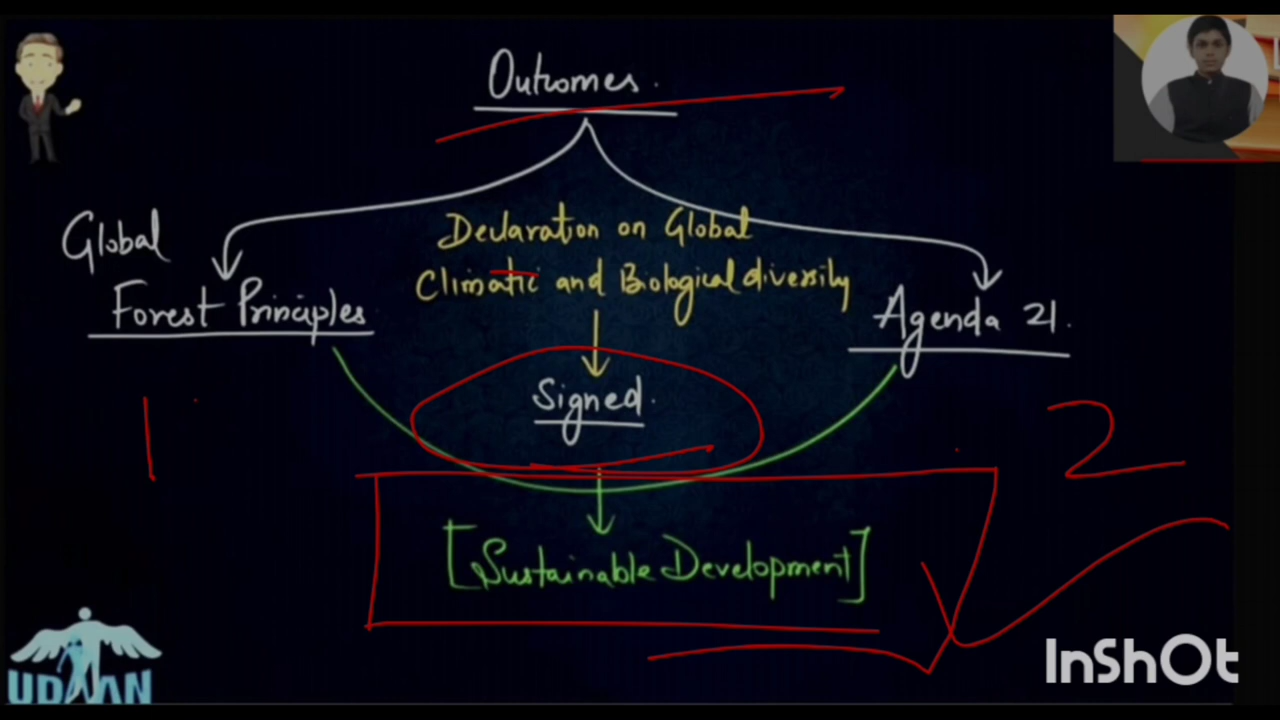 Outcomes.
Global
Forest Principles
Declaration on Global
Climatic and Biological diversity
Agenda 21.
Signed.
1
2
[Sustainable Development]
UDAAN
InShOt